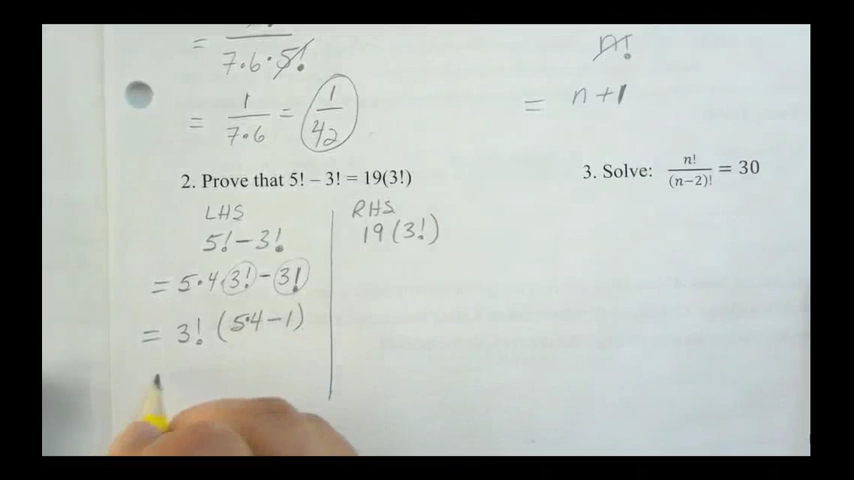 = 
7·6·5!
= 1/(7·6) = 1/42
n!
= n+1
2. Prove that 5! – 3! = 19(3!)
LHS
5! – 3!
= 5·4·3! – 3!
= 3! (5·4 – 1)
RHS
19(3!)
3. Solve: n!/(n−2)! = 30